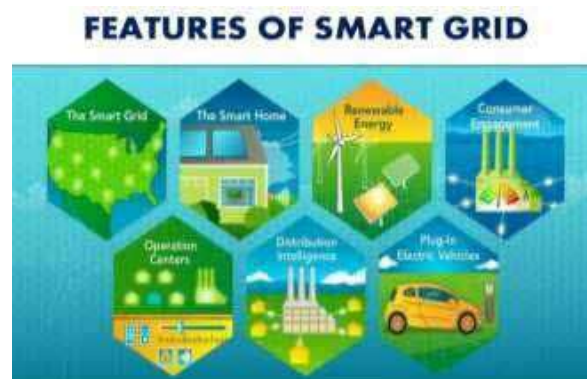 FEATURES OF SMART GRID
The Smart Grid
The Smart Home
Renewable
Energy
Consumer
Engagement
Operation
Centers
Distribution
Intelligence
Plug-In
Electric Vehicles